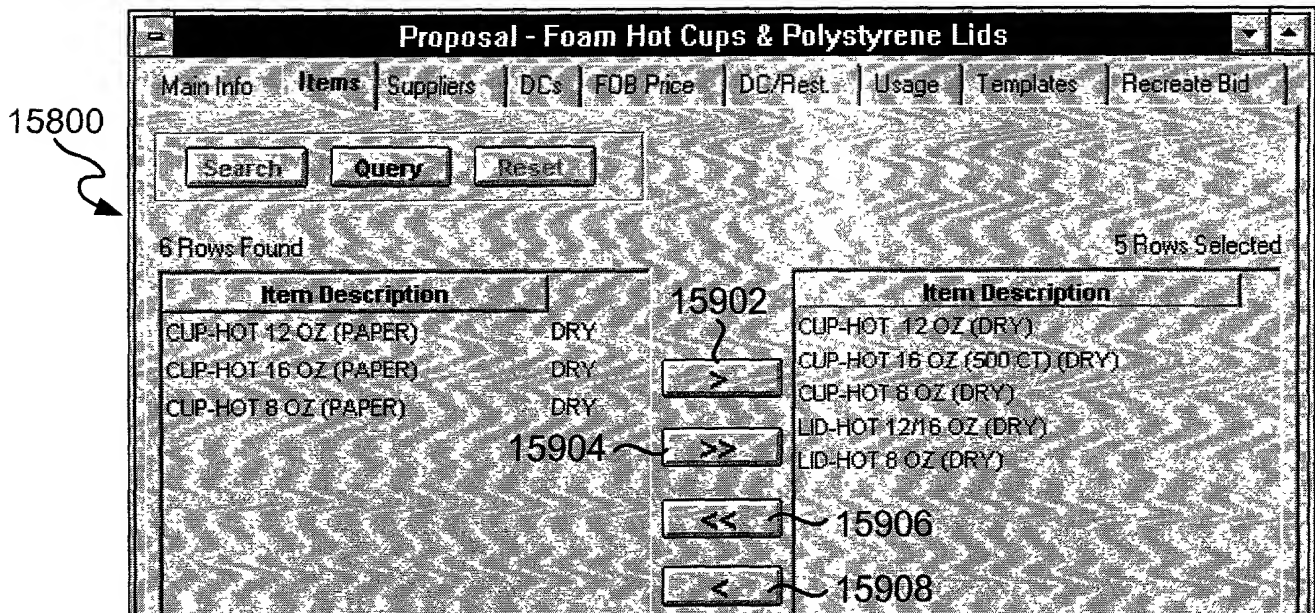 Proposal - Foam Hot Cups & Polystyrene Lids
Main Info Items Suppliers DCs FOB Price DC/Rest. Usage Templates Recreate Bid
15800
Search Query Reset
6 Rows Found 5 Rows Selected
Item Description 15902 Item Description
CUP-HOT 12 OZ (PAPER) DRY CUP-HOT 12 OZ (DRY)
CUP-HOT 16 OZ (PAPER) DRY > CUP-HOT 16 OZ (500 CT) (DRY)
CUP-HOT 8 OZ (PAPER) DRY CUP-HOT 8 OZ (DRY)
15904 >> LID-HOT 12/16 OZ (DRY)
LID-HOT 8 OZ (DRY)
<< 15906
< 15908